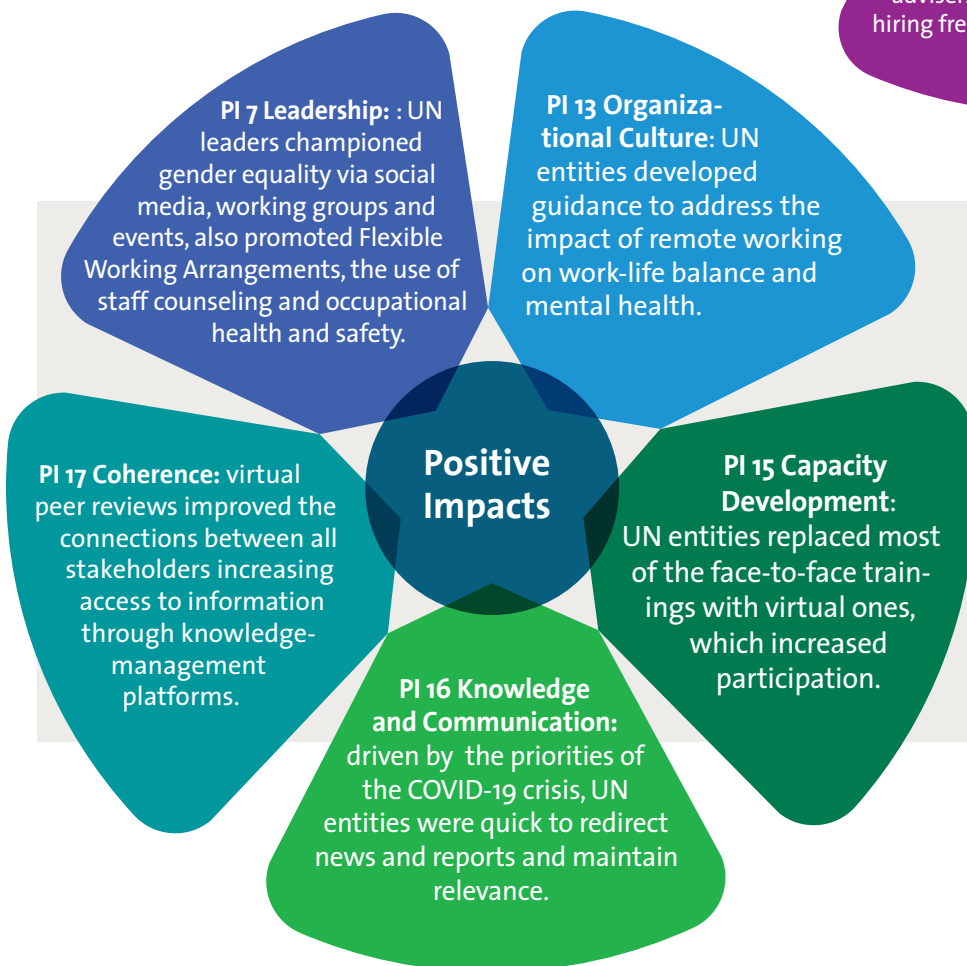 hiring fre
PI 7 Leadership: : UN
leaders championed
gender equality via social
media, working groups and
events, also promoted Flexible
Working Arrangements, the use of
staff counseling and occupational
health and safety.
PI 13 Organiza-
tional Culture: UN
entities developed
guidance to address the
impact of remote working
on work-life balance and
mental health.
Positive
Impacts
PI 17 Coherence: virtual
peer reviews improved the
connections between all
stakeholders increasing
access to information
through knowledge-
management
platforms.
PI 15 Capacity
Development:
UN entities replaced most
of the face-to-face train-
ings with virtual ones,
which increased
participation.
PI 16 Knowledge
and Communication:
driven by  the priorities of
the COVID-19 crisis, UN
entities were quick to redirect
news and reports and maintain
relevance.